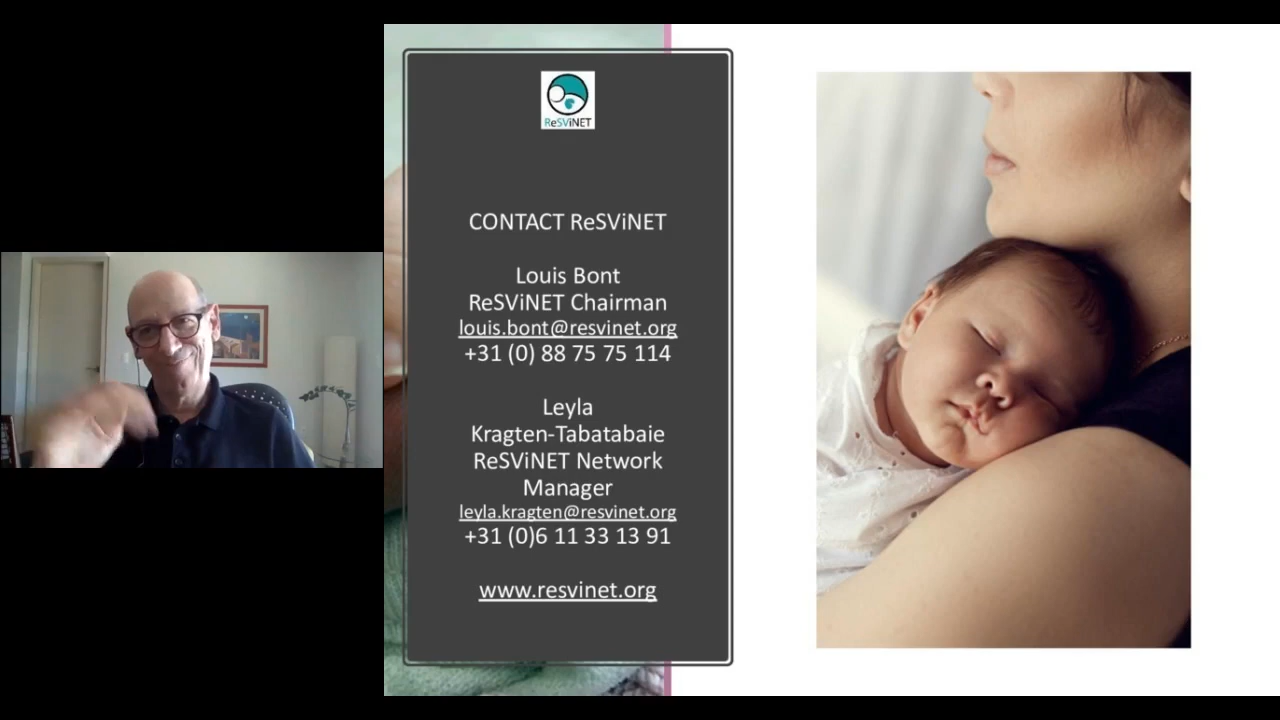 ReSViNET
CONTACT ReSViNET
Louis Bont
ReSViNET Chairman
louis.bont@resvinet.org
+31 (0) 88 75 75 114
Leyla
Kragten-Tabatabaie
ReSViNET Network
Manager
leyla.kragten@resvinet.org
+31 (0)6 11 33 13 91
www.resvinet.org